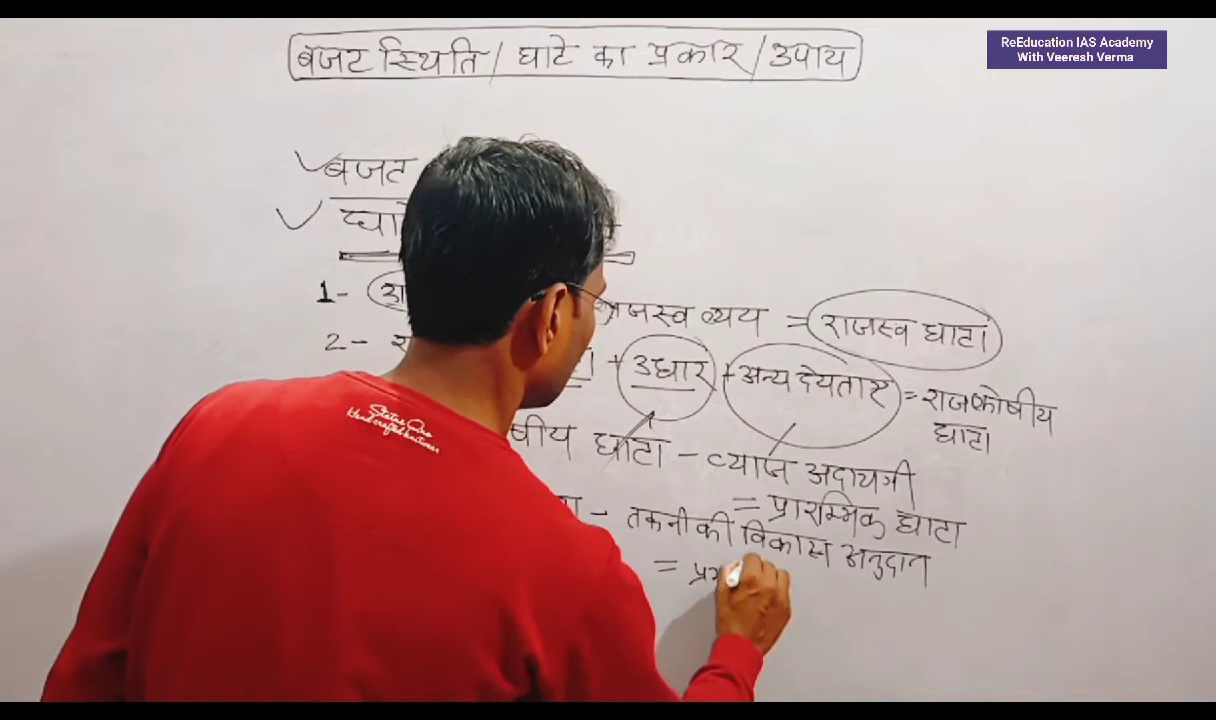 बजट स्थिति / घाटे का प्रकार / उपाय
ReEducation IAS Academy
With Veeresh Verma
बजट
घा
1- राजस्व व्यय = राजस्व घाटा
2- + उधार + अन्य देयताए = राजकोषीय
घाटा
षीय घाटा - ब्याज अदायगी
= प्रारम्भिक घाटा
- तकनीकी विकास अनुदान
= प्र